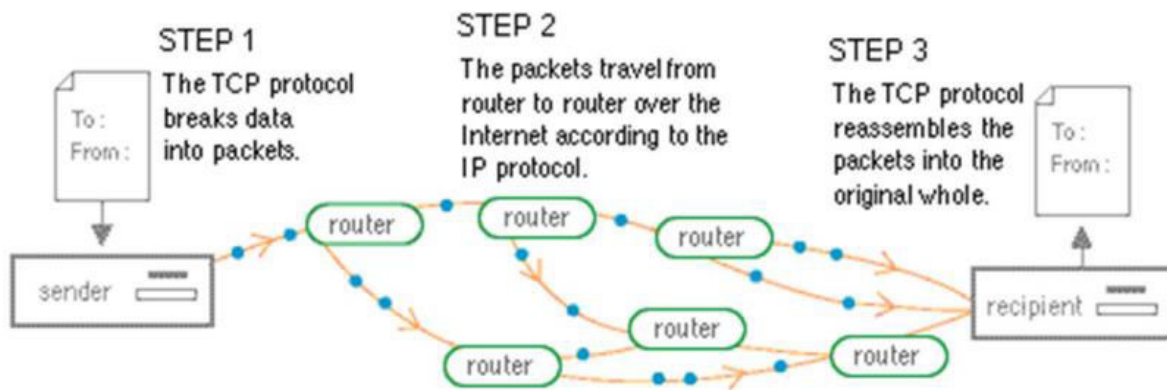 STEP 1
The TCP protocol
breaks data
into packets.
STEP 2
The packets travel from
router to router over the
Internet according to the
IP protocol.
STEP 3
The TCP protocol
reassembles the
packets into the
original whole.
To :
From :
To :
From :
router
router
router
sender
recipient
router
router
router